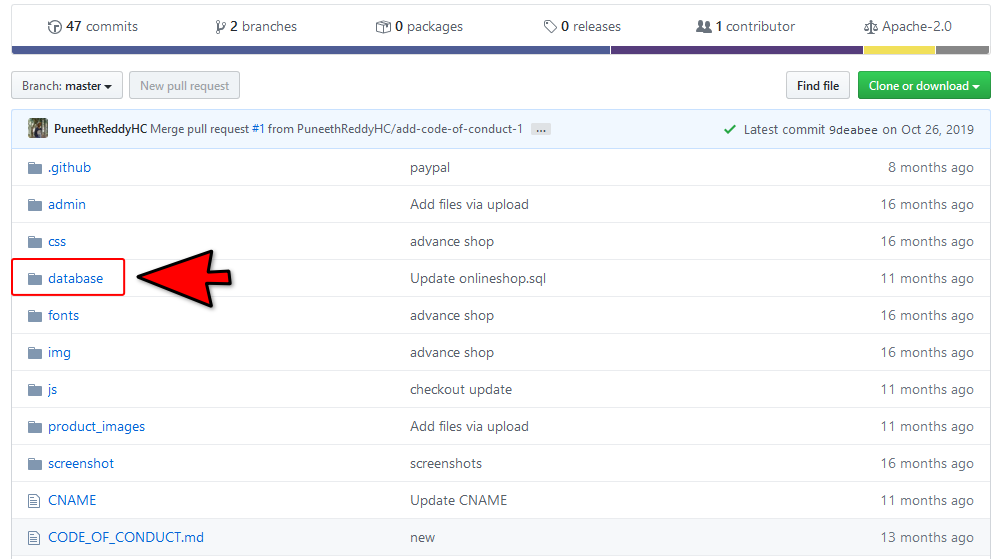 47 commits 2 branches 0 packages 0 releases 1 contributor Apache-2.0
Branch: master New pull request Find file Clone or download
PuneethReddyHC Merge pull request #1 from PuneethReddyHC/add-code-of-conduct-1 ... Latest commit 9deabee on Oct 26, 2019
.github paypal 8 months ago
admin Add files via upload 16 months ago
css advance shop 16 months ago
database Update onlineshop.sql 11 months ago
fonts advance shop 16 months ago
img advance shop 16 months ago
js checkout update 11 months ago
product_images Add files via upload 11 months ago
screenshot screenshots 16 months ago
CNAME Update CNAME 11 months ago
CODE_OF_CONDUCT.md new 13 months ago